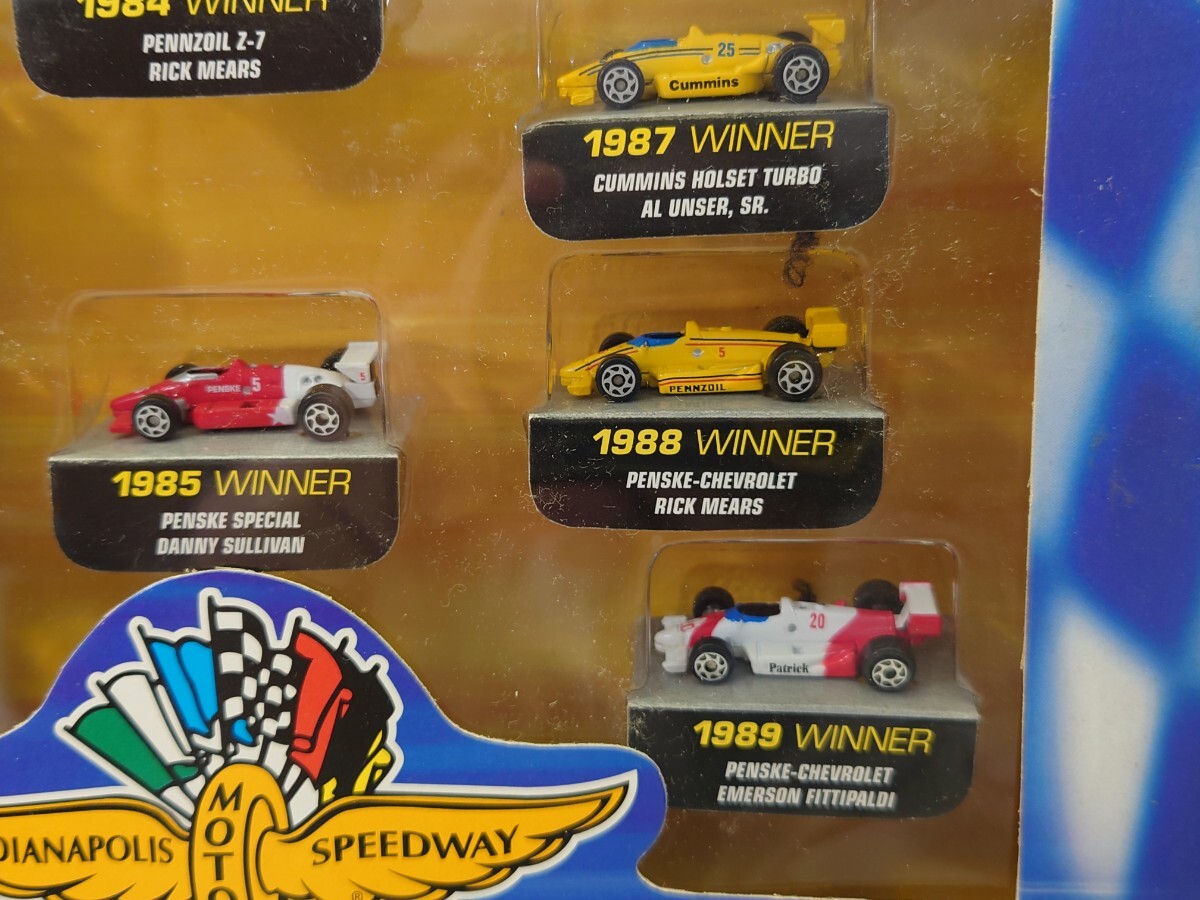 1984 WINNER
PENNZOIL Z-7
RICK MEARS
25
Cummins
1987 WINNER
CUMMINS HOLSET TURBO
AL UNSER, SR.
PENSKE 5
5
1985 WINNER
PENSKE SPECIAL
DANNY SULLIVAN
5
PENNZOIL
1988 WINNER
PENSKE-CHEVROLET
RICK MEARS
20
Patrick
1989 WINNER
PENSKE-CHEVROLET
EMERSON FITTIPALDI
DIANAPOLIS
MOTO
SPEEDWAY
®